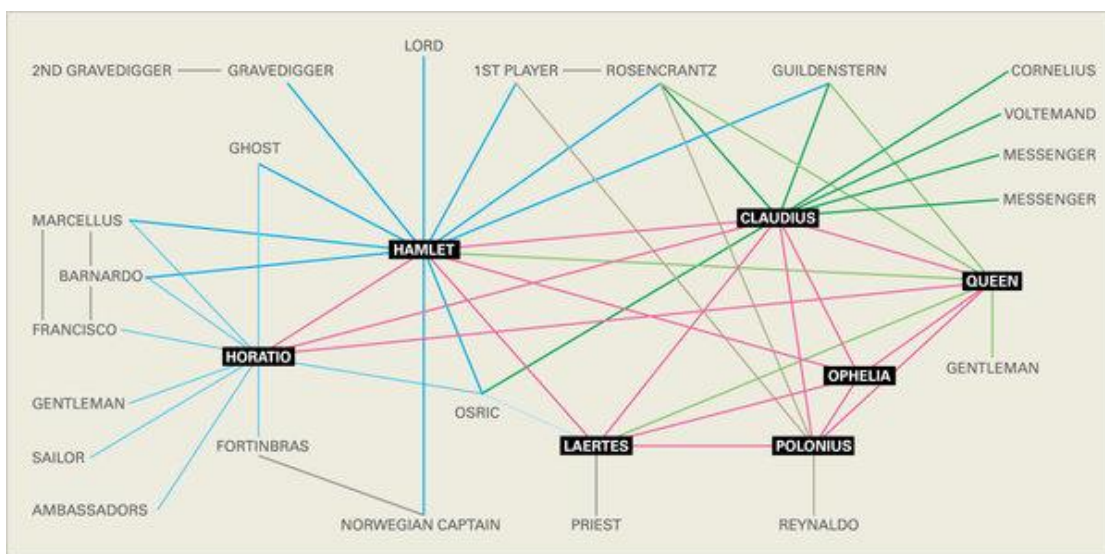 LORD
2ND GRAVEDIGGER
GRAVEDIGGER
1ST PLAYER
ROSENCRANTZ
GUILDENSTERN
CORNELIUS
VOLTEMAND
GHOST
MESSENGER
MESSENGER
MARCELLUS
CLAUDIUS
HAMLET
BARNARDO
QUEEN
FRANCISCO
HORATIO
GENTLEMAN
OPHELIA
GENTLEMAN
OSRIC
FORTINBRAS
LAERTES
POLONIUS
SAILOR
AMBASSADORS
NORWEGIAN CAPTAIN
PRIEST
REYNALDO